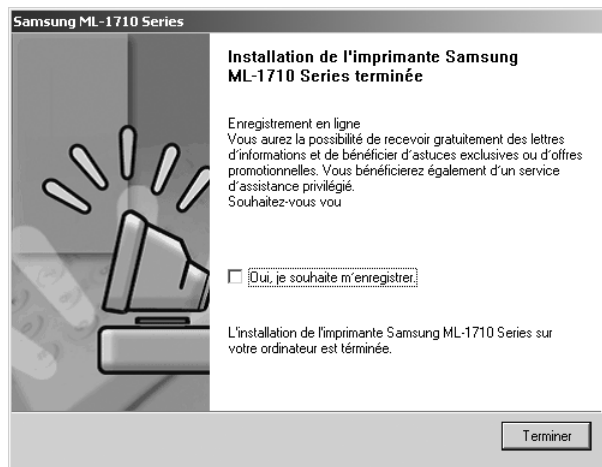 Samsung ML-1710 Series
Installation de l'imprimante Samsung
ML-1710 Series terminée
Enregistrement en ligne
Vous aurez la possibilité de recevoir gratuitement des lettres
d'informations et de bénéficier d'astuces exclusives ou d'offres
promotionnelles. Vous bénéficierez également d'un service
d'assistance privilégié.
Souhaitez-vous vou
Oui, je souhaite m'enregistrer.
L'installation de l'imprimante Samsung ML-1710 Series sur
votre ordinateur est términée.
Terminer